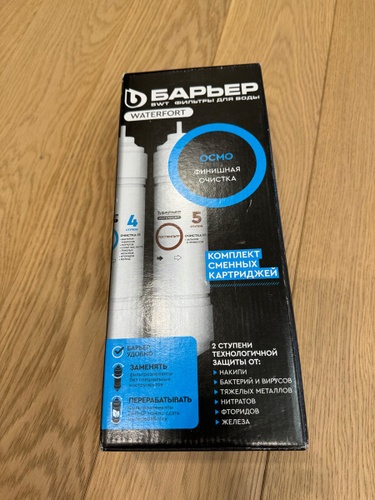 БАРЬЕР
BWT ФИЛЬТРЫ ДЛЯ ВОДЫ
WATERFORT
ОСМО
ФИНИШНАЯ
ОЧИСТКА
4
5
КОМПЛЕКТ
СМЕННЫХ
КАРТРИДЖЕЙ
БАРЬЕР
УДОБНО
ЗАМЕНЯТЬ
ПЕРЕРАБАТЫВАТЬ
2 СТУПЕНИ
ТЕХНОЛОГИЧНОЙ
ЗАЩИТЫ ОТ:
НАКИПИ
БАКТЕРИЙ И ВИРУСОВ
ТЯЖЕЛЫХ МЕТАЛЛОВ
НИТРАТОВ
ФТОРИДОВ
ЖЕЛЕЗА